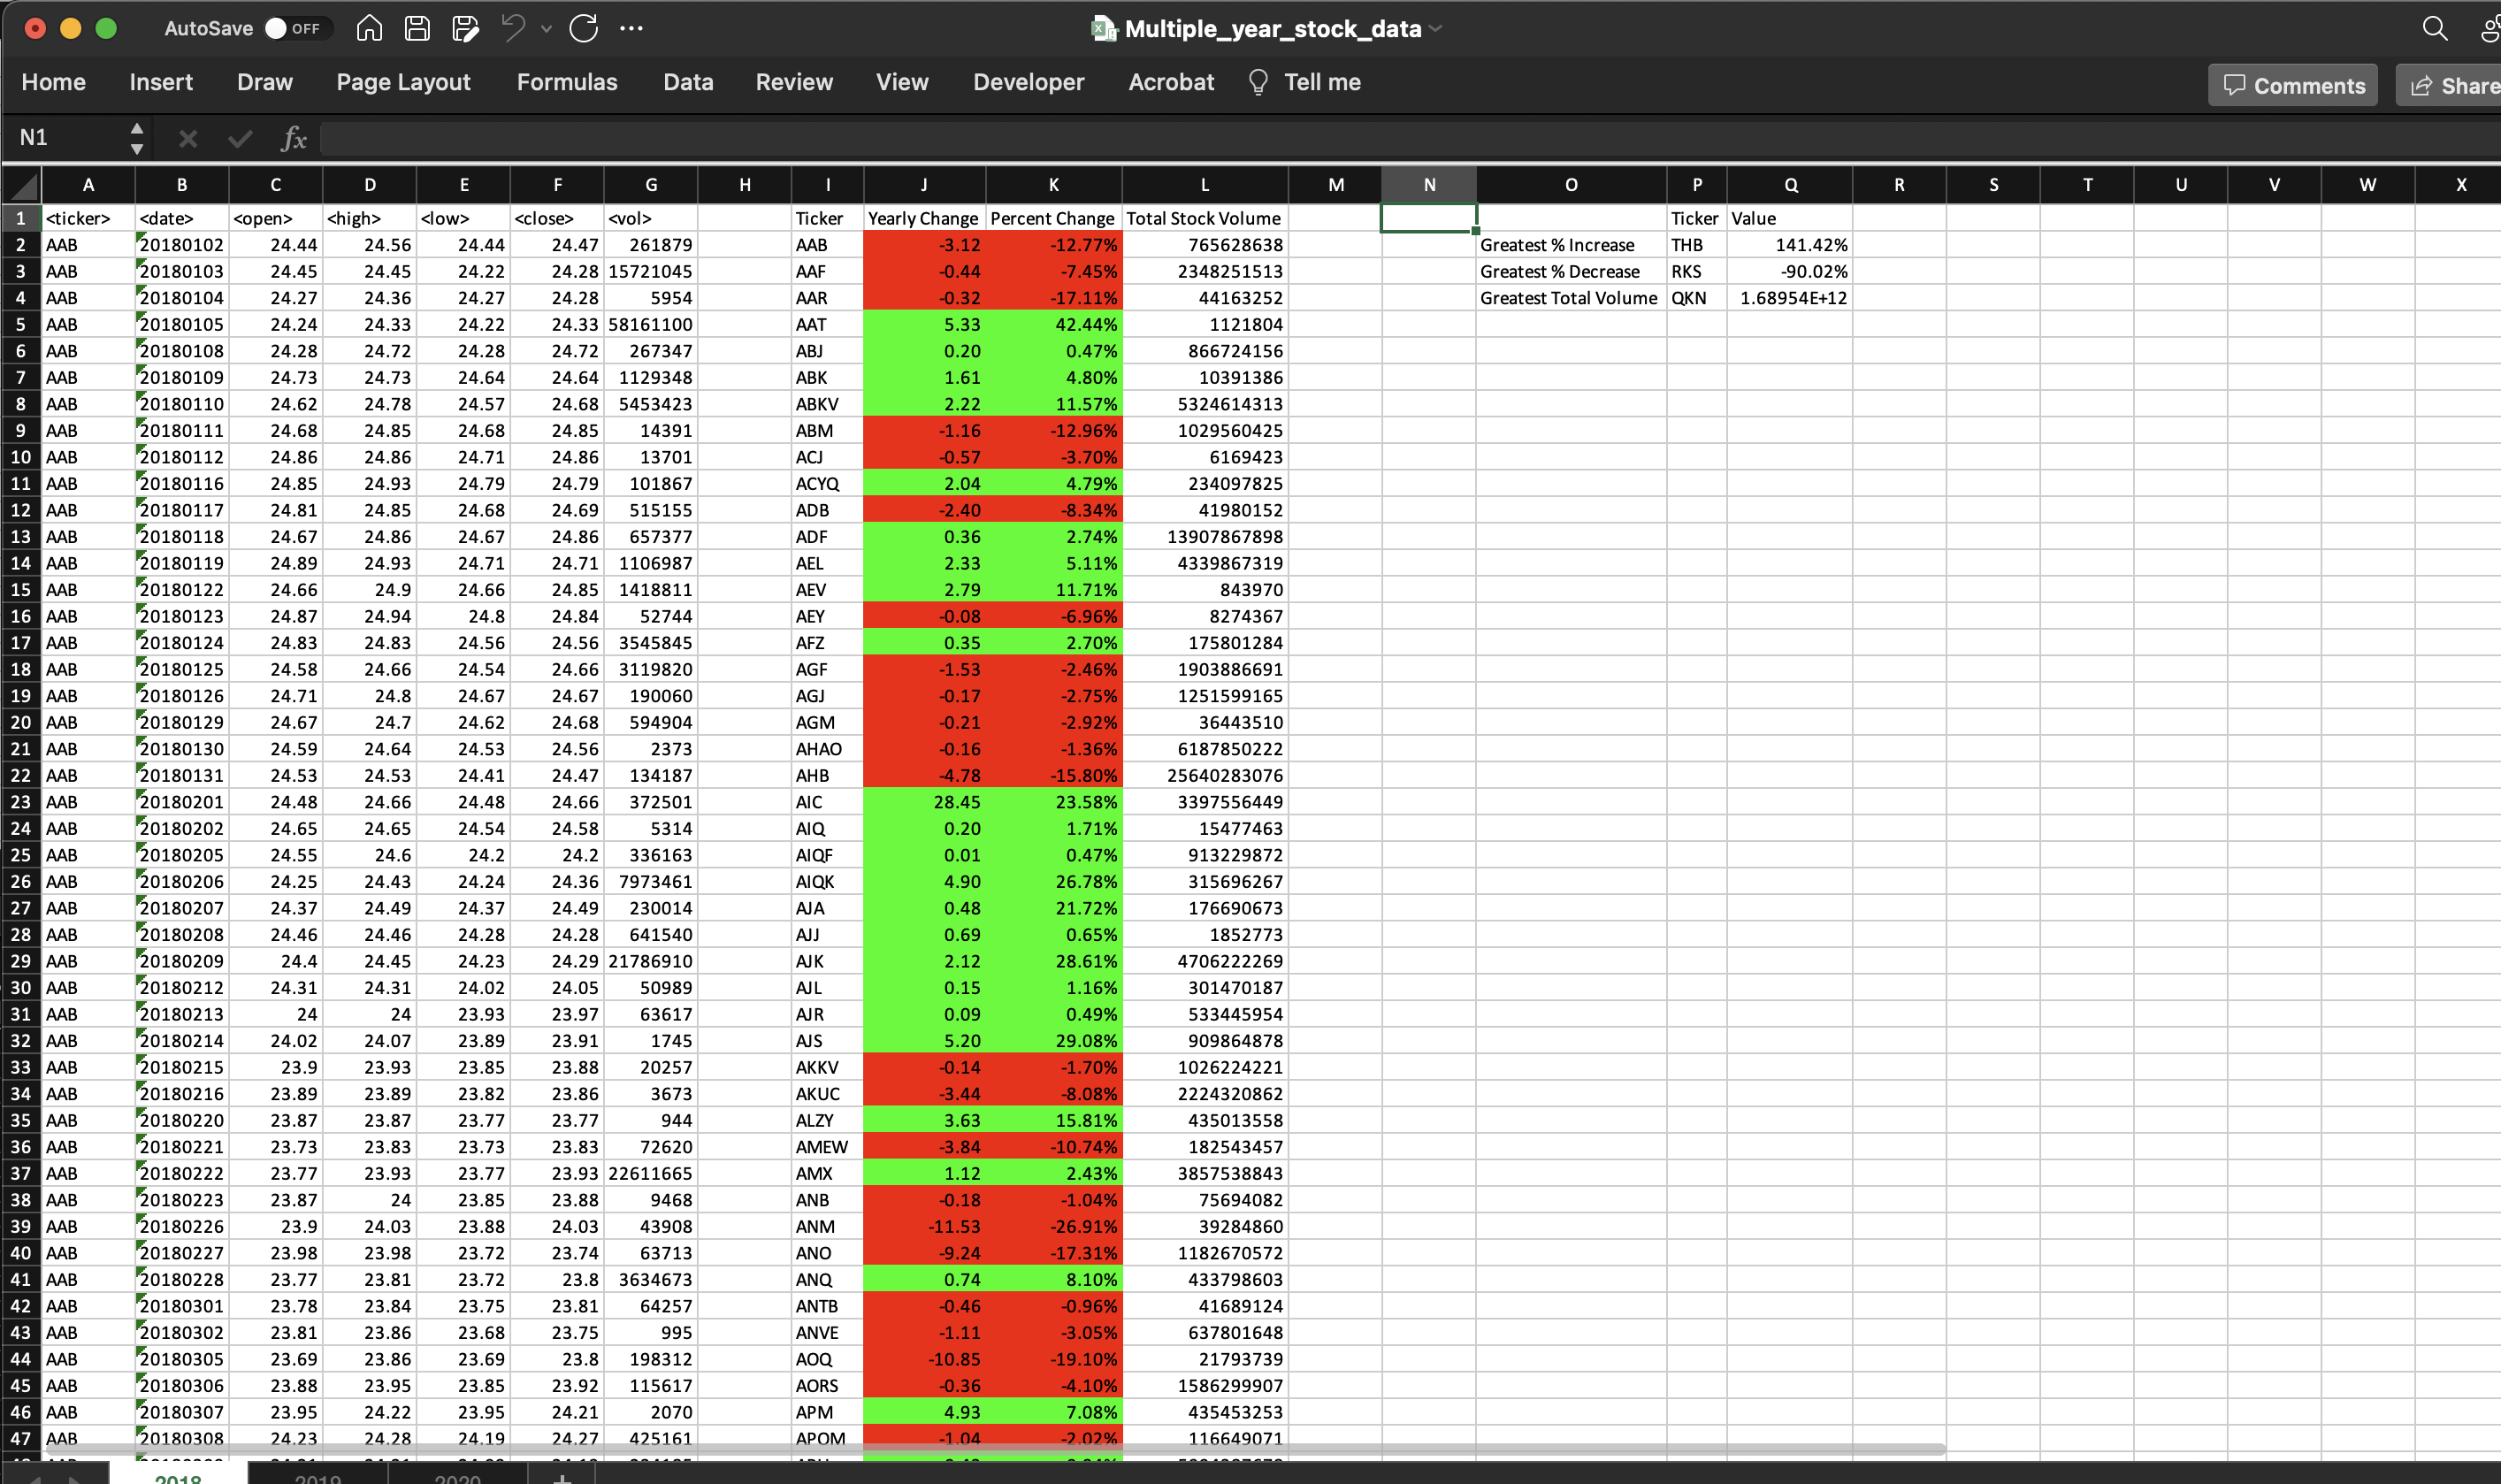 AutoSave OFF Multiple_year_stock_data
Home Insert Draw Page Layout Formulas Data Review View Developer Acrobat Tell me Comments Share
N1 fx
A B C D E F G H I J K L M N O P Q R S T U V W X
1 <ticker> <date> <open> <high> <low> <close> <vol> Ticker Yearly Change Percent Change Total Stock Volume Ticker Value
2 AAB 20180102 24.44 24.56 24.44 24.47 261879 AAB -3.12 -12.77% 765628638 Greatest % Increase THB 141.42%
3 AAB 20180103 24.45 24.45 24.22 24.28 15721045 AAF -0.44 -7.45% 2348251513 Greatest % Decrease RKS -90.02%
4 AAB 20180104 24.27 24.36 24.27 24.28 5954 AAR -0.32 -17.11% 44163252 Greatest Total Volume QKN 1.68954E+12
5 AAB 20180105 24.24 24.33 24.22 24.33 58161100 AAT 5.33 42.44% 1121804
6 AAB 20180108 24.28 24.72 24.28 24.72 267347 ABJ 0.20 0.47% 866724156
7 AAB 20180109 24.73 24.73 24.64 24.64 1129348 ABK 1.61 4.80% 10391386
8 AAB 20180110 24.62 24.78 24.57 24.68 5453423 ABKV 2.22 11.57% 5324614313
9 AAB 20180111 24.68 24.85 24.68 24.85 14391 ABM -1.16 -12.96% 1029560425
10 AAB 20180112 24.86 24.86 24.71 24.86 13701 ACJ -0.57 -3.70% 6169423
11 AAB 20180116 24.85 24.93 24.79 24.79 101867 ACYQ 2.04 4.79% 234097825
12 AAB 20180117 24.81 24.85 24.68 24.69 515155 ADB -2.40 -8.34% 41980152
13 AAB 20180118 24.67 24.86 24.67 24.86 657377 ADF 0.36 2.74% 13907867898
14 AAB 20180119 24.89 24.93 24.71 24.71 1106987 AEL 2.33 5.11% 4339867319
15 AAB 20180122 24.66 24.9 24.66 24.85 1418811 AEV 2.79 11.71% 843970
16 AAB 20180123 24.87 24.94 24.8 24.84 52744 AEY -0.08 -6.96% 8274367
17 AAB 20180124 24.83 24.83 24.56 24.56 3545845 AFZ 0.35 2.70% 175801284
18 AAB 20180125 24.58 24.66 24.54 24.66 3119820 AGF -1.53 -2.46% 1903886691
19 AAB 20180126 24.71 24.8 24.67 24.67 190060 AGJ -0.17 -2.75% 1251599165
20 AAB 20180129 24.67 24.7 24.62 24.68 594904 AGM -0.21 -2.92% 36443510
21 AAB 20180130 24.59 24.64 24.53 24.56 2373 AHAO -0.16 -1.36% 6187850222
22 AAB 20180131 24.53 24.53 24.41 24.47 134187 AHB -4.78 -15.80% 25640283076
23 AAB 20180201 24.48 24.66 24.48 24.66 372501 AIC 28.45 23.58% 3397556449
24 AAB 20180202 24.65 24.65 24.54 24.58 5314 AIQ 0.20 1.71% 15477463
25 AAB 20180205 24.55 24.6 24.2 24.2 336163 AIQF 0.01 0.47% 913229872
26 AAB 20180206 24.25 24.43 24.24 24.36 7973461 AIQK 4.90 26.78% 315696267
27 AAB 20180207 24.37 24.49 24.37 24.49 230014 AJA 0.48 21.72% 176690673
28 AAB 20180208 24.46 24.46 24.28 24.28 641540 AJJ 0.69 0.65% 1852773
29 AAB 20180209 24.4 24.45 24.23 24.29 21786910 AJK 2.12 28.61% 4706222269
30 AAB 20180212 24.31 24.31 24.02 24.05 50989 AJL 0.15 1.16% 301470187
31 AAB 20180213 24 24 23.93 23.97 63617 AJR 0.09 0.49% 533445954
32 AAB 20180214 24.02 24.07 23.89 23.91 1745 AJS 5.20 29.08% 909864878
33 AAB 20180215 23.9 23.93 23.85 23.88 20257 AKKV -0.14 -1.70% 1026224221
34 AAB 20180216 23.89 23.89 23.82 23.86 3673 AKUC -3.44 -8.08% 2224320862
35 AAB 20180220 23.87 23.87 23.77 23.77 944 ALZY 3.63 15.81% 435013558
36 AAB 20180221 23.73 23.83 23.73 23.83 72620 AMEW -3.84 -10.74% 182543457
37 AAB 20180222 23.77 23.93 23.77 23.93 22611665 AMX 1.12 2.43% 3857538843
38 AAB 20180223 23.87 24 23.85 23.88 9468 ANB -0.18 -1.04% 75694082
39 AAB 20180226 23.9 24.03 23.88 24.03 43908 ANM -11.53 -26.91% 39284860
40 AAB 20180227 23.98 23.98 23.72 23.74 63713 ANO -9.24 -17.31% 1182670572
41 AAB 20180228 23.77 23.81 23.72 23.8 3634673 ANQ 0.74 8.10% 433798603
42 AAB 20180301 23.78 23.84 23.75 23.81 64257 ANTB -0.46 -0.96% 41689124
43 AAB 20180302 23.81 23.86 23.68 23.75 995 ANVE -1.11 -3.05% 637801648
44 AAB 20180305 23.69 23.86 23.69 23.8 198312 AOQ -10.85 -19.10% 21793739
45 AAB 20180306 23.88 23.95 23.85 23.92 115617 AORS -0.36 -4.10% 1586299907
46 AAB 20180307 23.95 24.22 23.95 24.21 2070 APM 4.93 7.08% 435453253
47 AAB 20180308 24.23 24.28 24.19 24.27 425161 APOM -1.04 -2.02% 116649071
2018 2019 2020 +